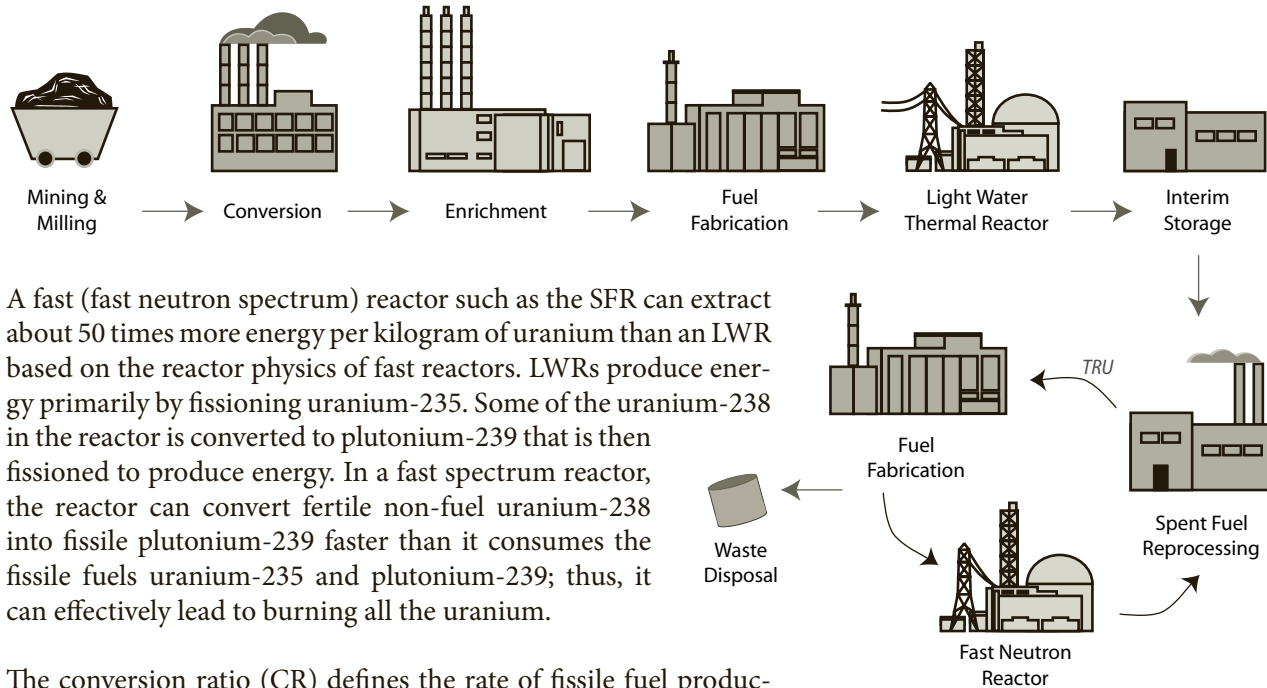 Mining &
Milling
Conversion
Enrichment
Fuel
Fabrication
Light Water
Thermal Reactor
Interim
Storage
A fast (fast neutron spectrum) reactor such as the SFR can extract
about 50 times more energy per kilogram of uranium than an LWR
based on the reactor physics of fast reactors. LWRs produce ener-
gy primarily by fissioning uranium-235. Some of the uranium-238
in the reactor is converted to plutonium-239 that is then
fissioned to produce energy. In a fast spectrum reactor,
the reactor can convert fertile non-fuel uranium-238
into fissile plutonium-239 faster than it consumes the
fissile fuels uranium-235 and plutonium-239; thus, it
can effectively lead to burning all the uranium.
The conversion ratio (CR) defines the rate of fissile fuel produc-
TRU
Fuel
Fabrication
Spent Fuel
Reprocessing
Waste
Disposal
Fast Neutron
Reactor